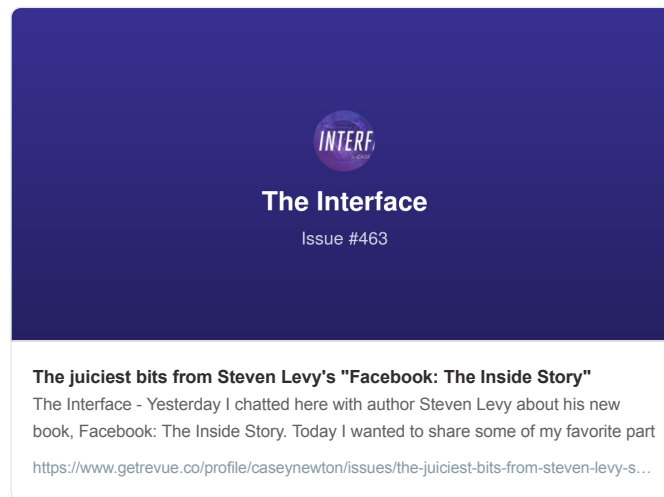 INTERF
CASE
The Interface
Issue #463
The juiciest bits from Steven Levy's "Facebook: The Inside Story"
The Interface - Yesterday I chatted here with author Steven Levy about his new
book, Facebook: The Inside Story. Today I wanted to share some of my favorite part
https://www.getrevue.co/profile/caseynewton/issues/the-juiciest-bits-from-steven-levy-s…